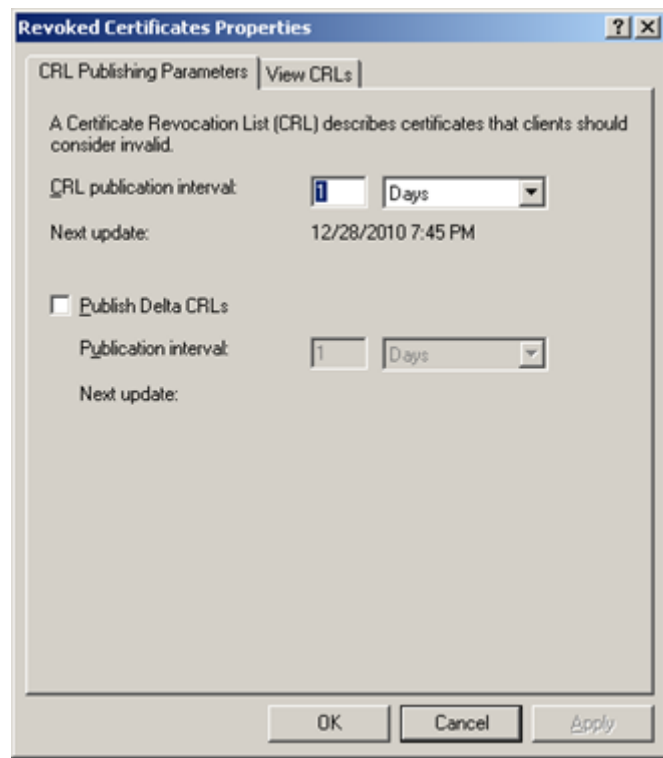 Revoked Certificates Properties
CRL Publishing Parameters View CRLs
A Certificate Revocation List (CRL) describes certificates that clients should
consider invalid.
CRL publication interval: 1 Days
Next update: 12/28/2010 7:45 PM
Publish Delta CRLs
Publication interval: 1 Days
Next update:
OK Cancel Apply